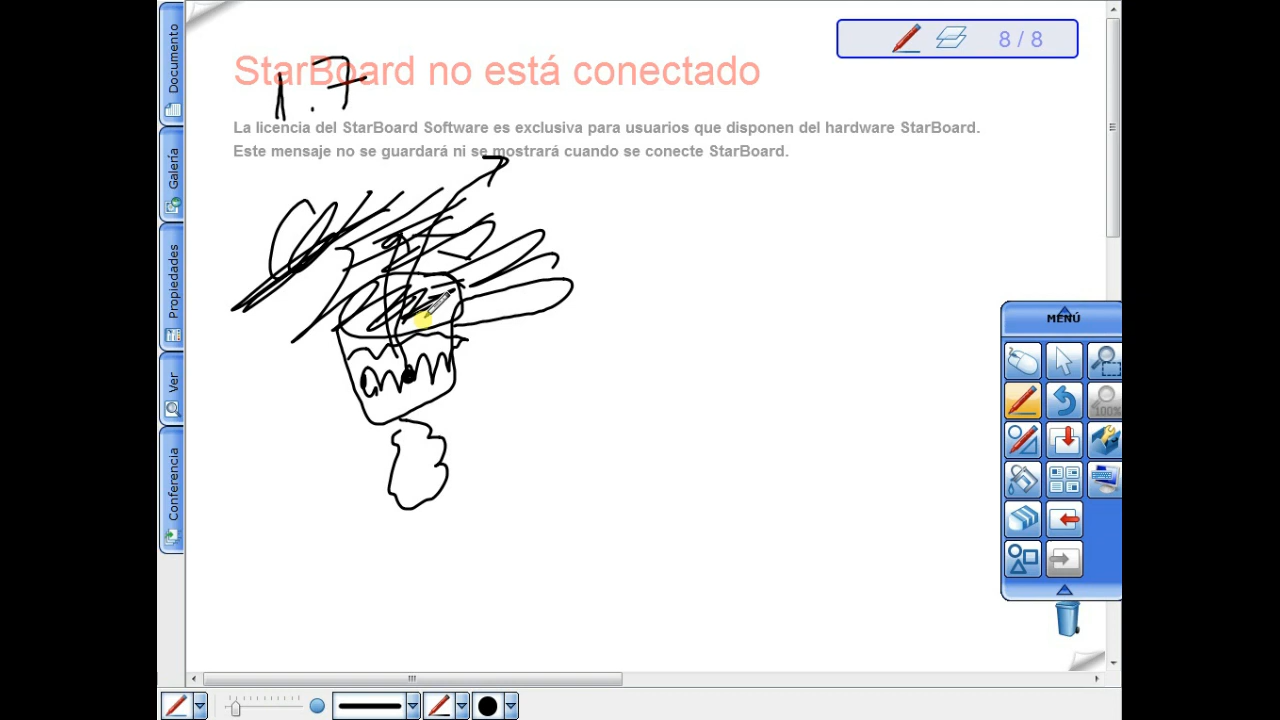 8 / 8
StarBoard no está conectado
1.7
La licencia del StarBoard Software es exclusiva para usuarios que disponen del hardware StarBoard.
Este mensaje no se guardará ni se mostrará cuando se conecte StarBoard.
Documento
Galería
Propiedades
Ver
Conferencia
MENÚ
100%